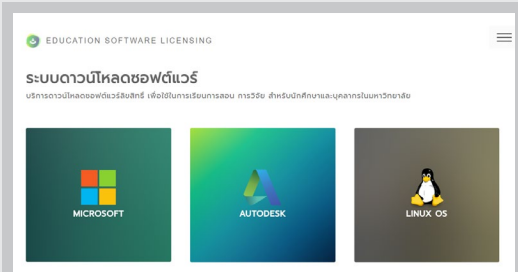 EDUCATION SOFTWARE LICENSING
ระบบดาวน์โหลดซอฟต์แวร์
บริการดาวน์โหลดซอฟต์แวร์ลิขสิทธิ์ เพื่อใช้ในการเรียนการสอน การวิจัย สำหรับนักศึกษาและบุคลากรในมหาวิทยาลัย
MICROSOFT
AUTODESK
LINUX OS